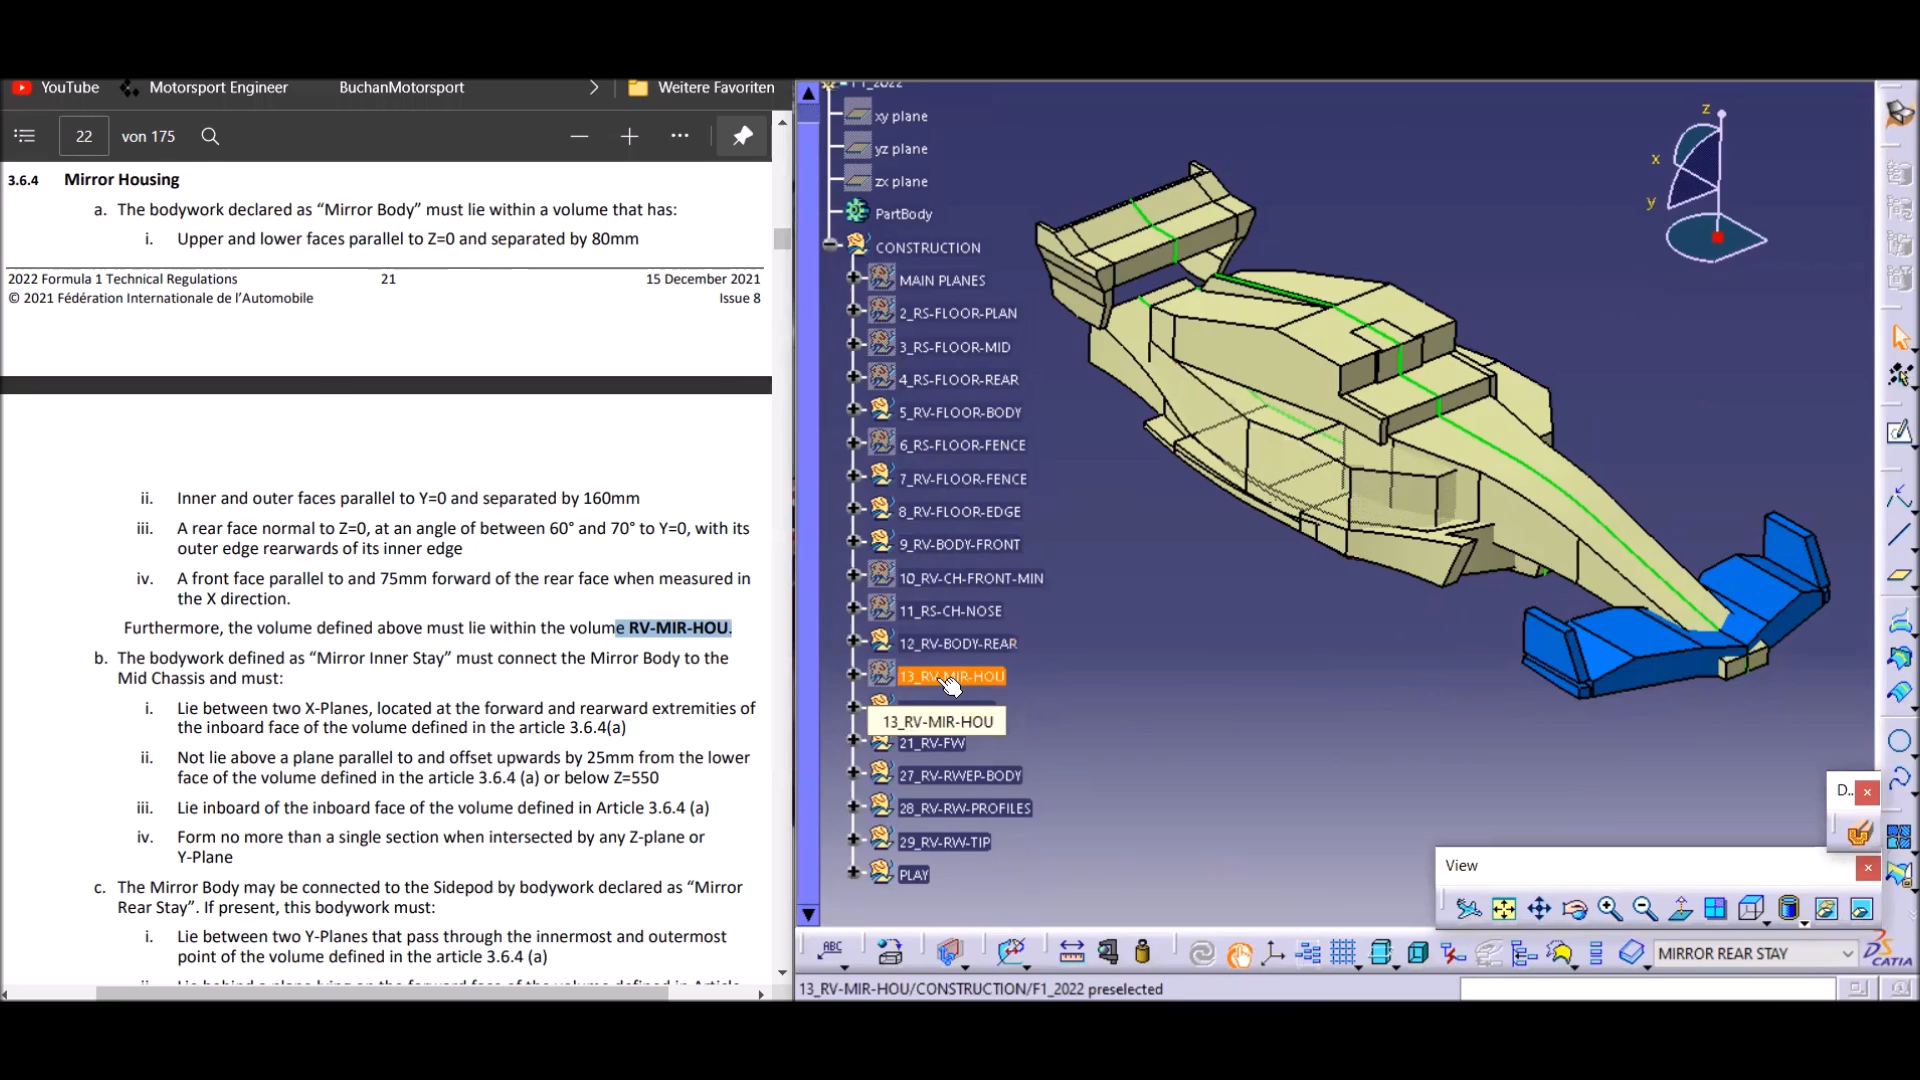 YouTube
Motorsport Engineer
BuchanMotorsport
Weitere Favoriten
22 von 175
3.6.4 Mirror Housing
a. The bodywork declared as “Mirror Body” must lie within a volume that has:
i. Upper and lower faces parallel to Z=0 and separated by 80mm
2022 Formula 1 Technical Regulations 21 15 December 2021
© 2021 Fédération Internationale de l’Automobile Issue 8
ii. Inner and outer faces parallel to Y=0 and separated by 160mm
iii. A rear face normal to Z=0, at an angle of between 60° and 70° to Y=0, with its
outer edge rearwards of its inner edge
iv. A front face parallel to and 75mm forward of the rear face when measured in
the X direction.
Furthermore, the volume defined above must lie within the volume RV-MIR-HOU.
b. The bodywork defined as “Mirror Inner Stay” must connect the Mirror Body to the
Mid Chassis and must:
i. Lie between two X-Planes, located at the forward and rearward extremities of
the inboard face of the volume defined in the article 3.6.4(a)
ii. Not lie above a plane parallel to and offset upwards by 25mm from the lower
face of the volume defined in the article 3.6.4 (a) or below Z=550
iii. Lie inboard of the inboard face of the volume defined in Article 3.6.4 (a)
iv. Form no more than a single section when intersected by any Z-plane or
Y-Plane
c. The Mirror Body may be connected to the Sidepod by bodywork declared as “Mirror
Rear Stay”. If present, this bodywork must:
i. Lie between two Y-Planes that pass through the innermost and outermost
point of the volume defined in the article 3.6.4 (a)
F1_2022
xy plane
yz plane
zx plane
PartBody
CONSTRUCTION
MAIN PLANES
2_RS-FLOOR-PLAN
3_RS-FLOOR-MID
4_RS-FLOOR-REAR
5_RV-FLOOR-BODY
6_RS-FLOOR-FENCE
7_RV-FLOOR-FENCE
8_RV-FLOOR-EDGE
9_RV-BODY-FRONT
10_RV-CH-FRONT-MIN
11_RS-CH-NOSE
12_RV-BODY-REAR
13_RV-MIR-HOU
13_RV-MIR-HOU
21_RV-FW
27_RV-RWEP-BODY
28_RV-RW-PROFILES
29_RV-RW-TIP
PLAY
z
x
y
D..
View
ABC
MIRROR REAR STAY
CATIA
13_RV-MIR-HOU/CONSTRUCTION/F1_2022 preselected